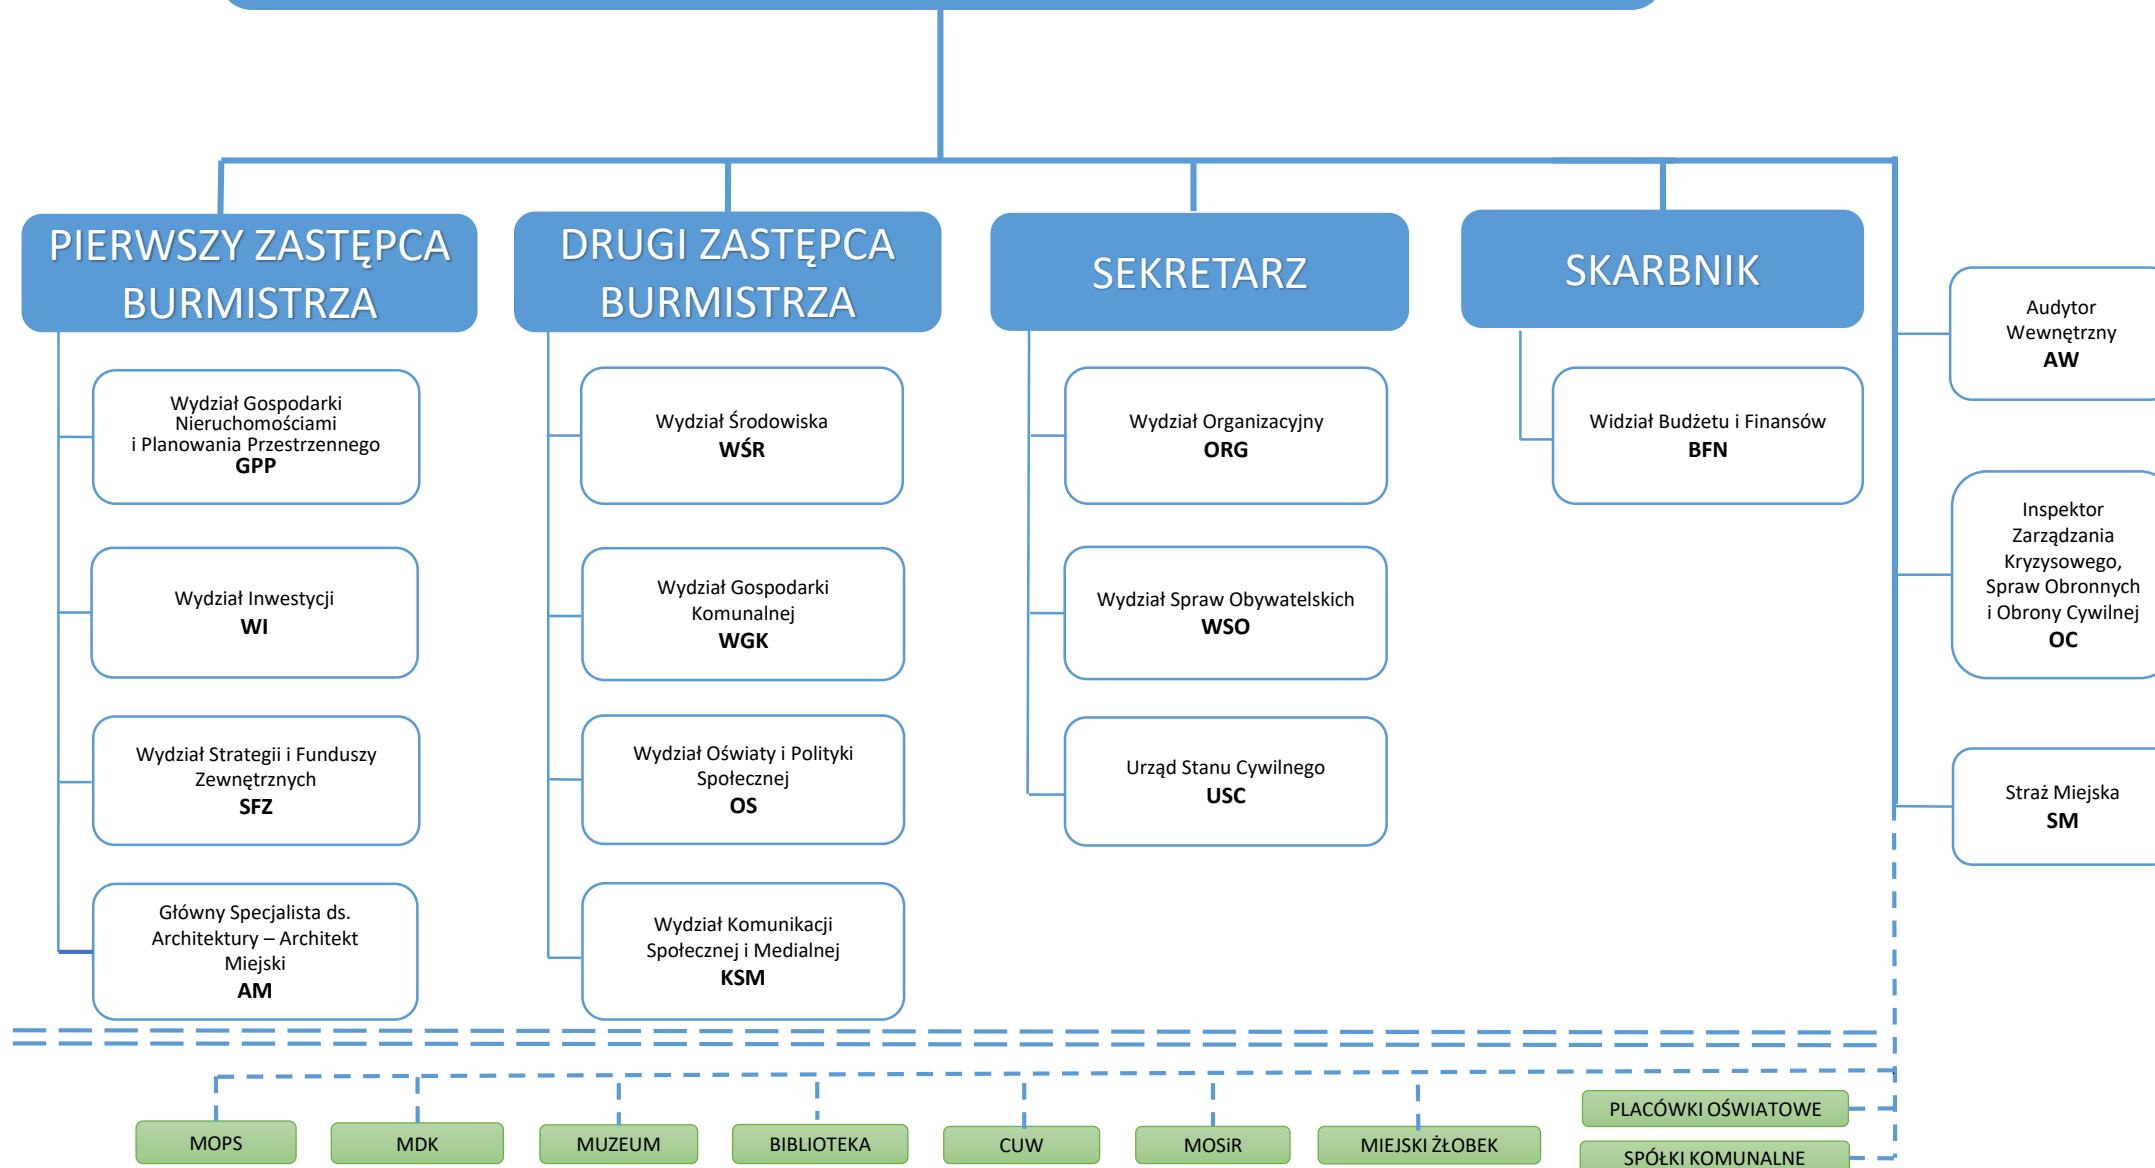 PIERWSZY ZASTĘPCA
BURMISTRZA
DRUGI ZASTĘPCA
BURMISTRZA
SEKRETARZ
SKARBNIK
Wydział Gospodarki
Nieruchomościami
i Planowania Przestrzennego
GPP
Wydział Inwestycji
WI
Wydział Strategii i Funduszy
Zewnętrznych
SFZ
Główny Specjalista ds.
Architektury – Architekt
Miejski
AM
Wydział Środowiska
WŚR
Wydział Gospodarki
Komunalnej
WGK
Wydział Oświaty i Polityki
Społecznej
OS
Wydział Komunikacji
Społecznej i Medialnej
KSM
Wydział Organizacyjny
ORG
Wydział Spraw Obywatelskich
WSO
Urząd Stanu Cywilnego
USC
Widział Budżetu i Finansów
BFN
Audytor
Wewnętrzny
AW
Inspektor
Zarządzania
Kryzysowego,
Spraw Obronnych
i Obrony Cywilnej
OC
Straż Miejska
SM
MOPS
MDK
MUZEUM
BIBLIOTEKA
CUW
MOSiR
MIEJSKI ŻŁOBEK
PLACÓWKI OŚWIATOWE
SPÓŁKI KOMUNALNE